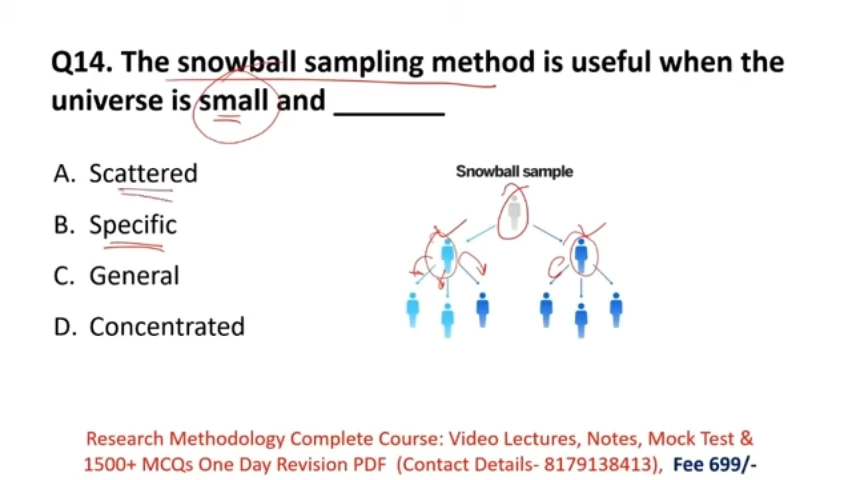 Q14. The snowball sampling method is useful when the
universe is small and ________
A. Scattered
B. Specific
C. General
D. Concentrated
Snowball sample
Research Methodology Complete Course: Video Lectures, Notes, Mock Test &
1500+ MCQs One Day Revision PDF (Contact Details- 8179138413), Fee 699/-